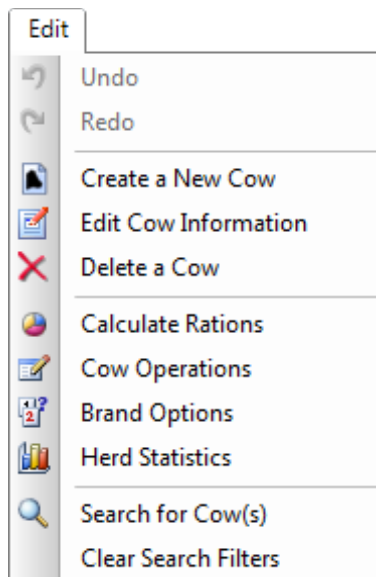 Edit
Undo
Redo
Create a New Cow
Edit Cow Information
Delete a Cow
Calculate Rations
Cow Operations
Brand Options
Herd Statistics
Search for Cow(s)
Clear Search Filters